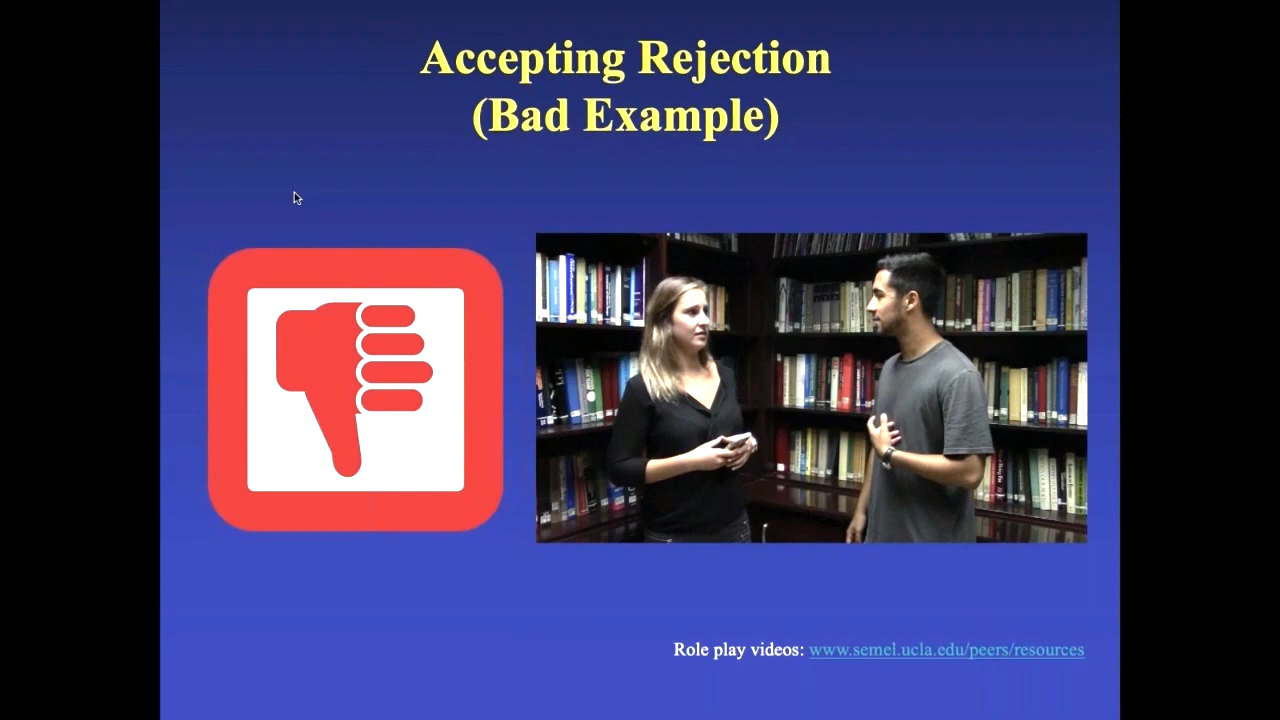 Accepting Rejection
(Bad Example)
Role play videos: www.semel.ucla.edu/peers/resources